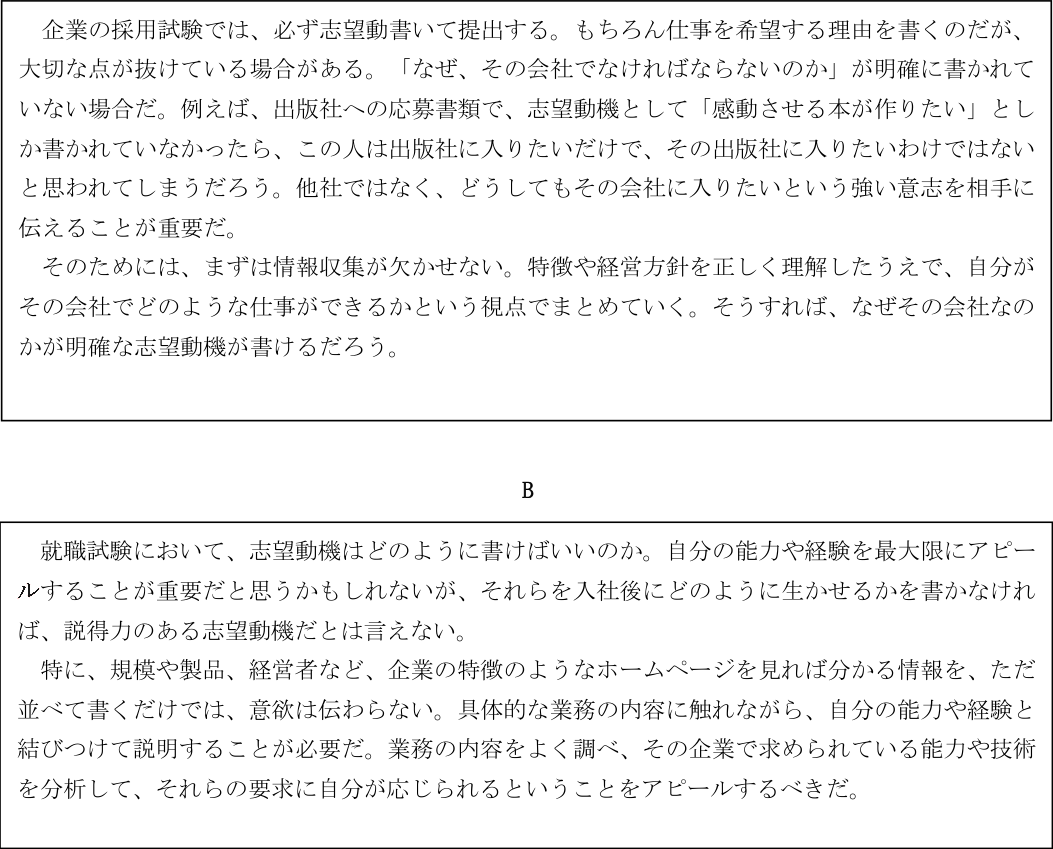 企業の採用試験では、必ず志望動書いて提出する。もちろん仕事を希望する理由を書くのだが、
大切な点が抜けている場合がある。「なぜ、その会社でなければならないのか」が明確に書かれて
いない場合だ。例えば、出版社への応募書類で、志望動機として「感動させる本が作りたい」とし
か書かれていなかったら、この人は出版社に入りたいだけで、その出版社に入りたいわけではない
と思われてしまうだろう。他社ではなく、どうしてもその会社に入りたいという強い意志を相手に
伝えることが重要だ。
そのためには、まずは情報収集が欠かせない。特徴や経営方針を正しく理解したうえで、自分が
その会社でどのような仕事ができるかという視点でまとめていく。そうすれば、なぜその会社なの
かが明確な志望動機が書けるだろう。
B
就職試験において、志望動機はどのように書けばいいのか。自分の能力や経験を最大限にアピー
ルすることが重要だと思うかもしれないが、それらを入社後にどのように生かせるかを書かなけれ
ば、説得力のある志望動機だとは言えない。
特に、規模や製品、経営者など、企業の特徴のようなホームページを見れば分かる情報を、ただ
並べて書くだけでは、意欲は伝わらない。具体的な業務の内容に触れながら、自分の能力や経験と
結びつけて説明することが必要だ。業務の内容をよく調べ、その企業で求められている能力や技術
を分析して、それらの要求に自分が応じられるということをアピールするべきだ。